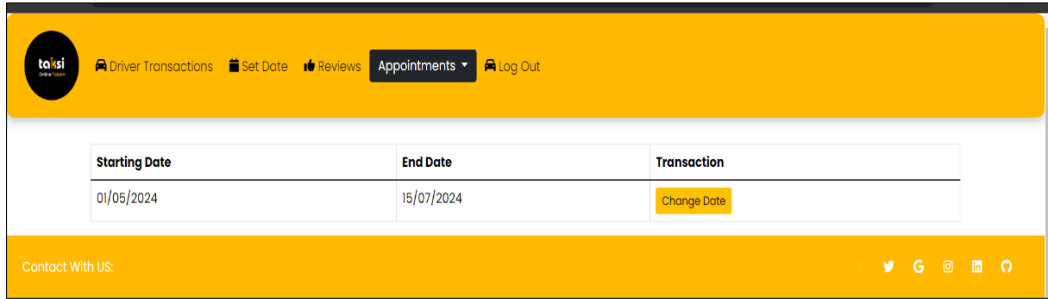 taksi
Driver Transactions Set Date Reviews Appointments Log Out
Starting Date End Date Transaction
01/05/2024 15/07/2024 Change Date
Contact With US: